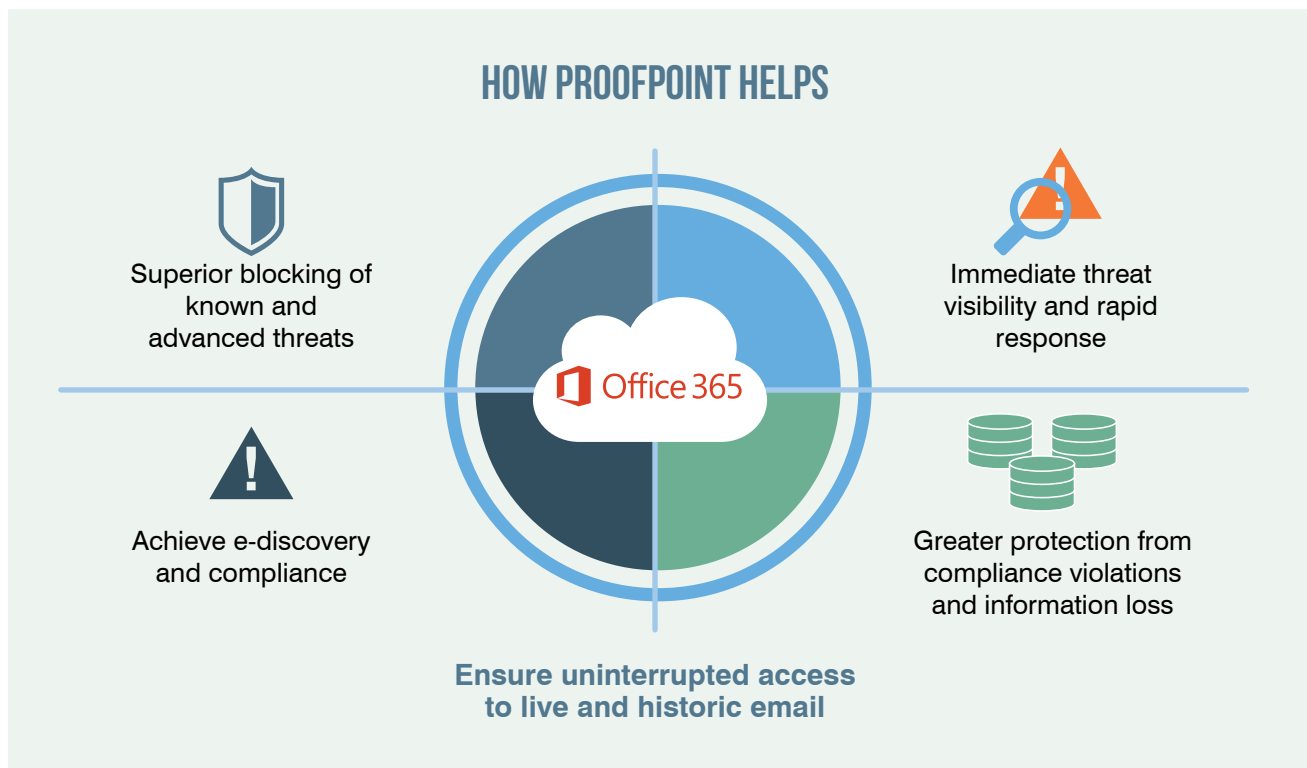 HOW PROOFPOINT HELPS
Superior blocking of
known and
advanced threats
Immediate threat
visibility and rapid
response
Office 365
Achieve e-discovery
and compliance
Greater protection from
compliance violations
and information loss
Ensure uninterrupted access
to live and historic email